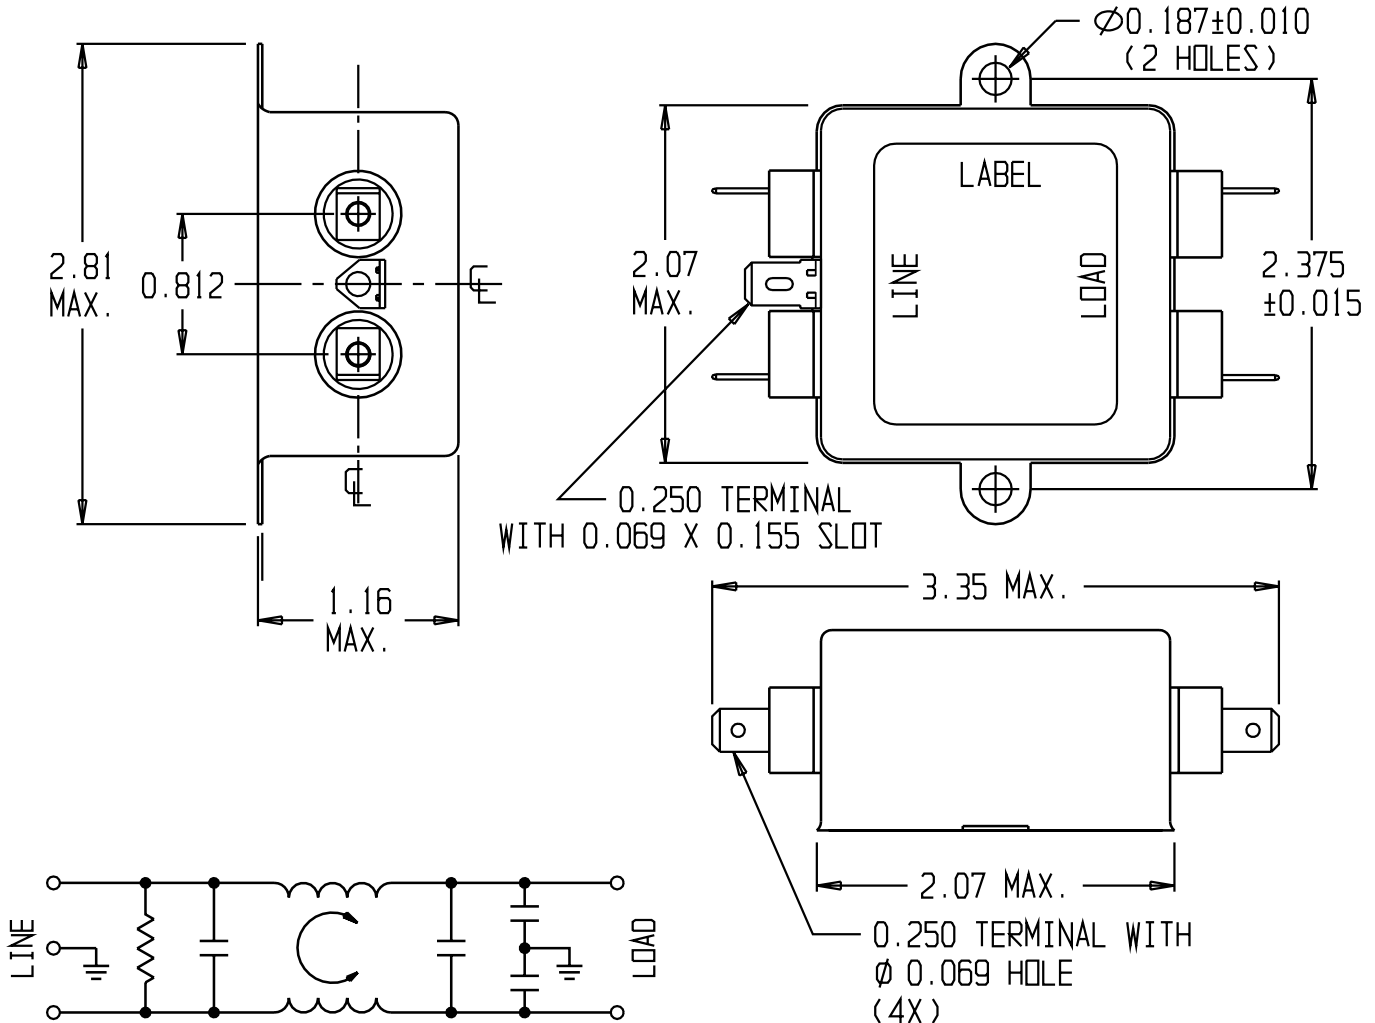 Ø0.187±0.010
(2 HOLES)
2.81
MAX.
0.812
2.07
MAX.
LABEL
LINE
LOAD
2.375
±0.015
0.250 TERMINAL
WITH 0.069 X 0.155 SLOT
1.16
MAX.
3.35 MAX.
2.07 MAX.
0.250 TERMINAL WITH
Ø 0.069 HOLE
(4X)
LINE
LOAD